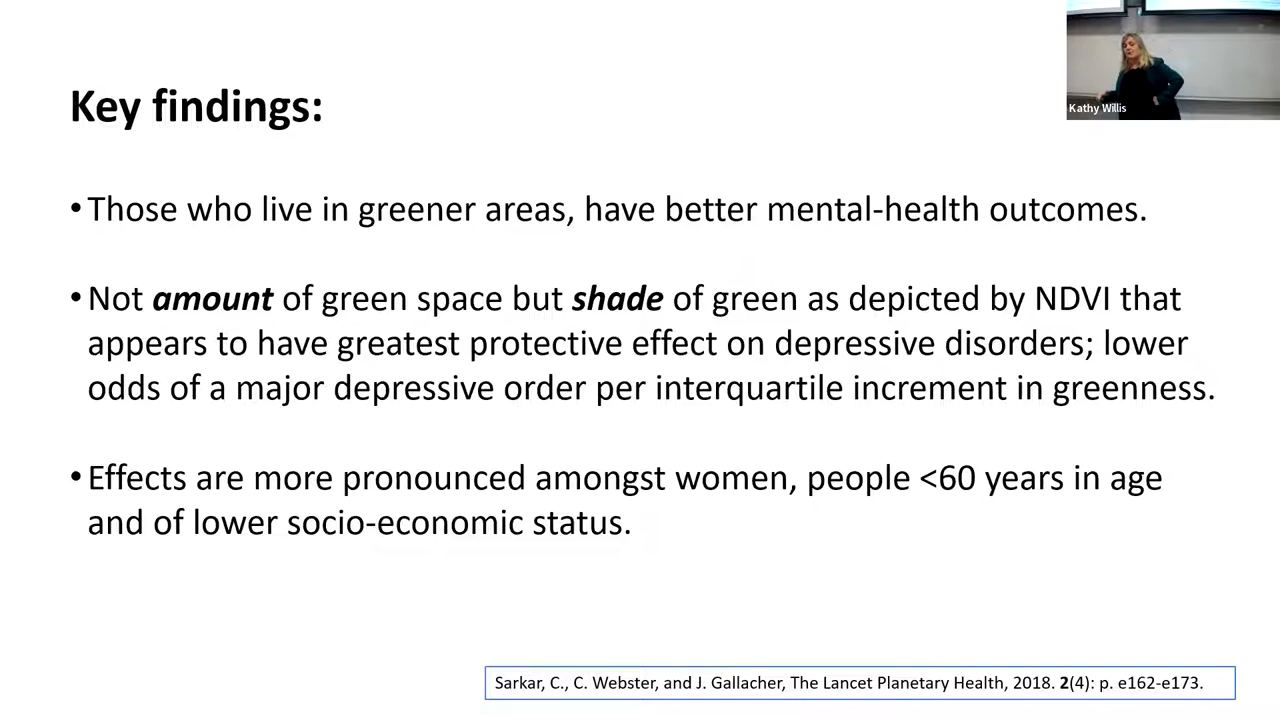 Kathy Willis
Key findings:
• Those who live in greener areas, have better mental-health outcomes.
• Not amount of green space but shade of green as depicted by NDVI that
appears to have greatest protective effect on depressive disorders; lower
odds of a major depressive order per interquartile increment in greenness.
• Effects are more pronounced amongst women, people <60 years in age
and of lower socio-economic status.
Sarkar, C., C. Webster, and J. Gallacher, The Lancet Planetary Health, 2018. 2(4): p. e162-e173.